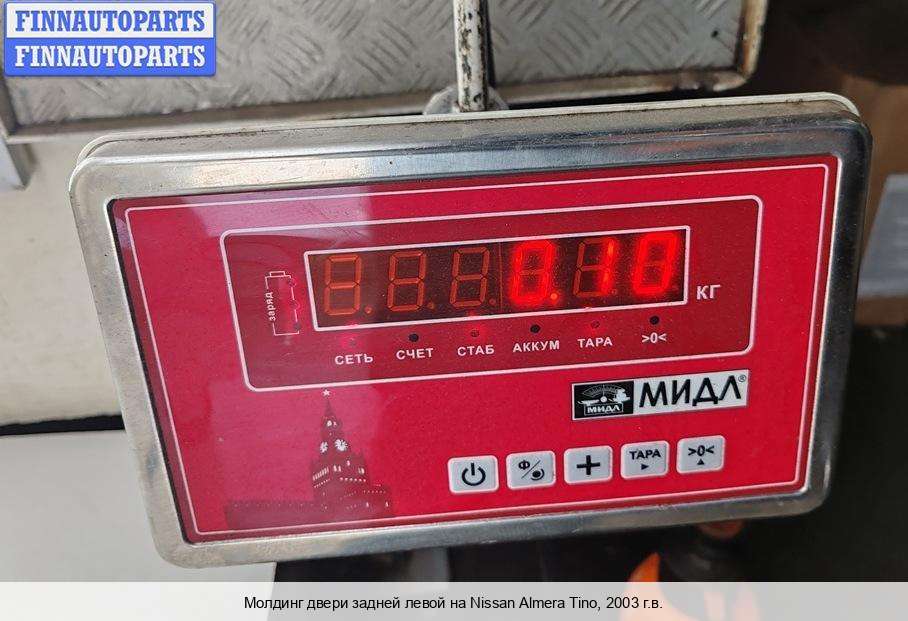 FINNAUTOPARTS
FINNAUTOPARTS
0.10
КГ
заряд
СЕТЬ СЧЕТ СТАБ АККУМ ТАРА >0<
МИДЛ МИДЛ®
Ф ТАРА >0<
Молдинг двери задней левой на Nissan Almera Tino, 2003 г.в.